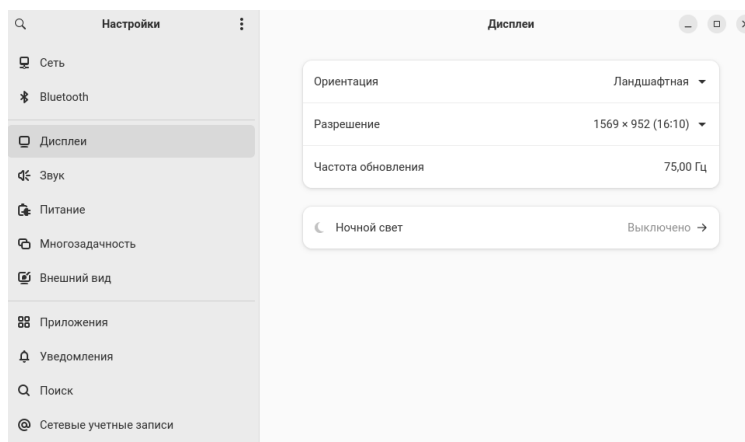 Настройки
Сеть
Bluetooth
Дисплеи
Звук
Питание
Многозадачность
Внешний вид
Приложения
Уведомления
Поиск
Сетевые учетные записи
Дисплеи
Ориентация Ландшафтная
Разрешение 1569 × 952 (16:10)
Частота обновления 75,00 Гц
Ночной свет Выключено